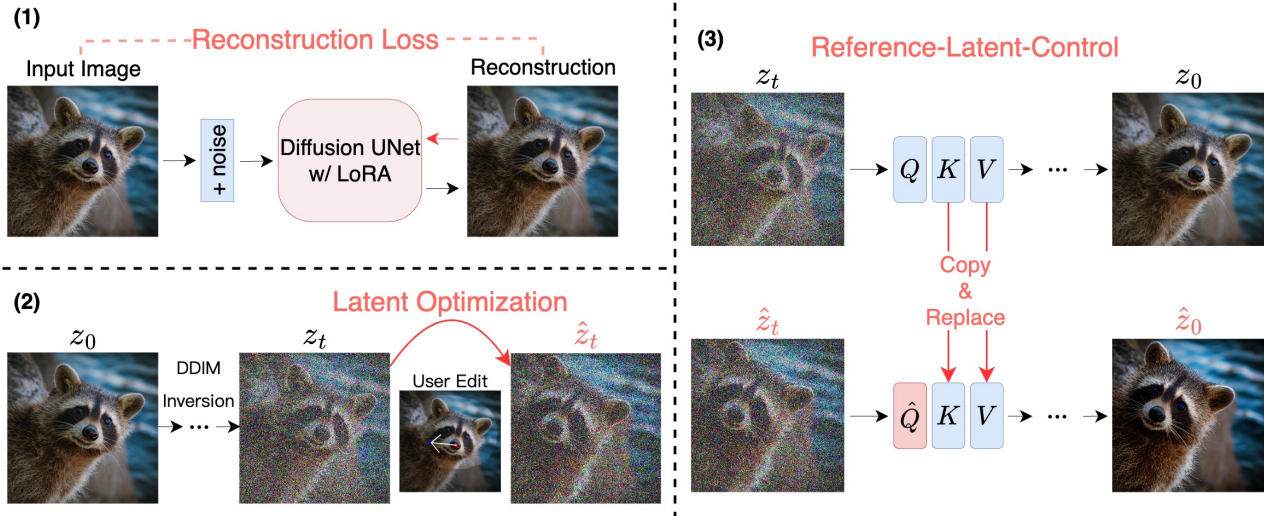 (1)
Reconstruction Loss
Input Image
Reconstruction
+ noise
Diffusion UNet
w/ LoRA
(2)
Latent Optimization
z₀
DDIM
Inversion
...
zₜ
User Edit
ẑₜ
(3)
Reference-Latent-Control
zₜ
Q K V
...
z₀
Copy
&
Replace
ẑₜ
Q̂ K V
...
ẑ₀